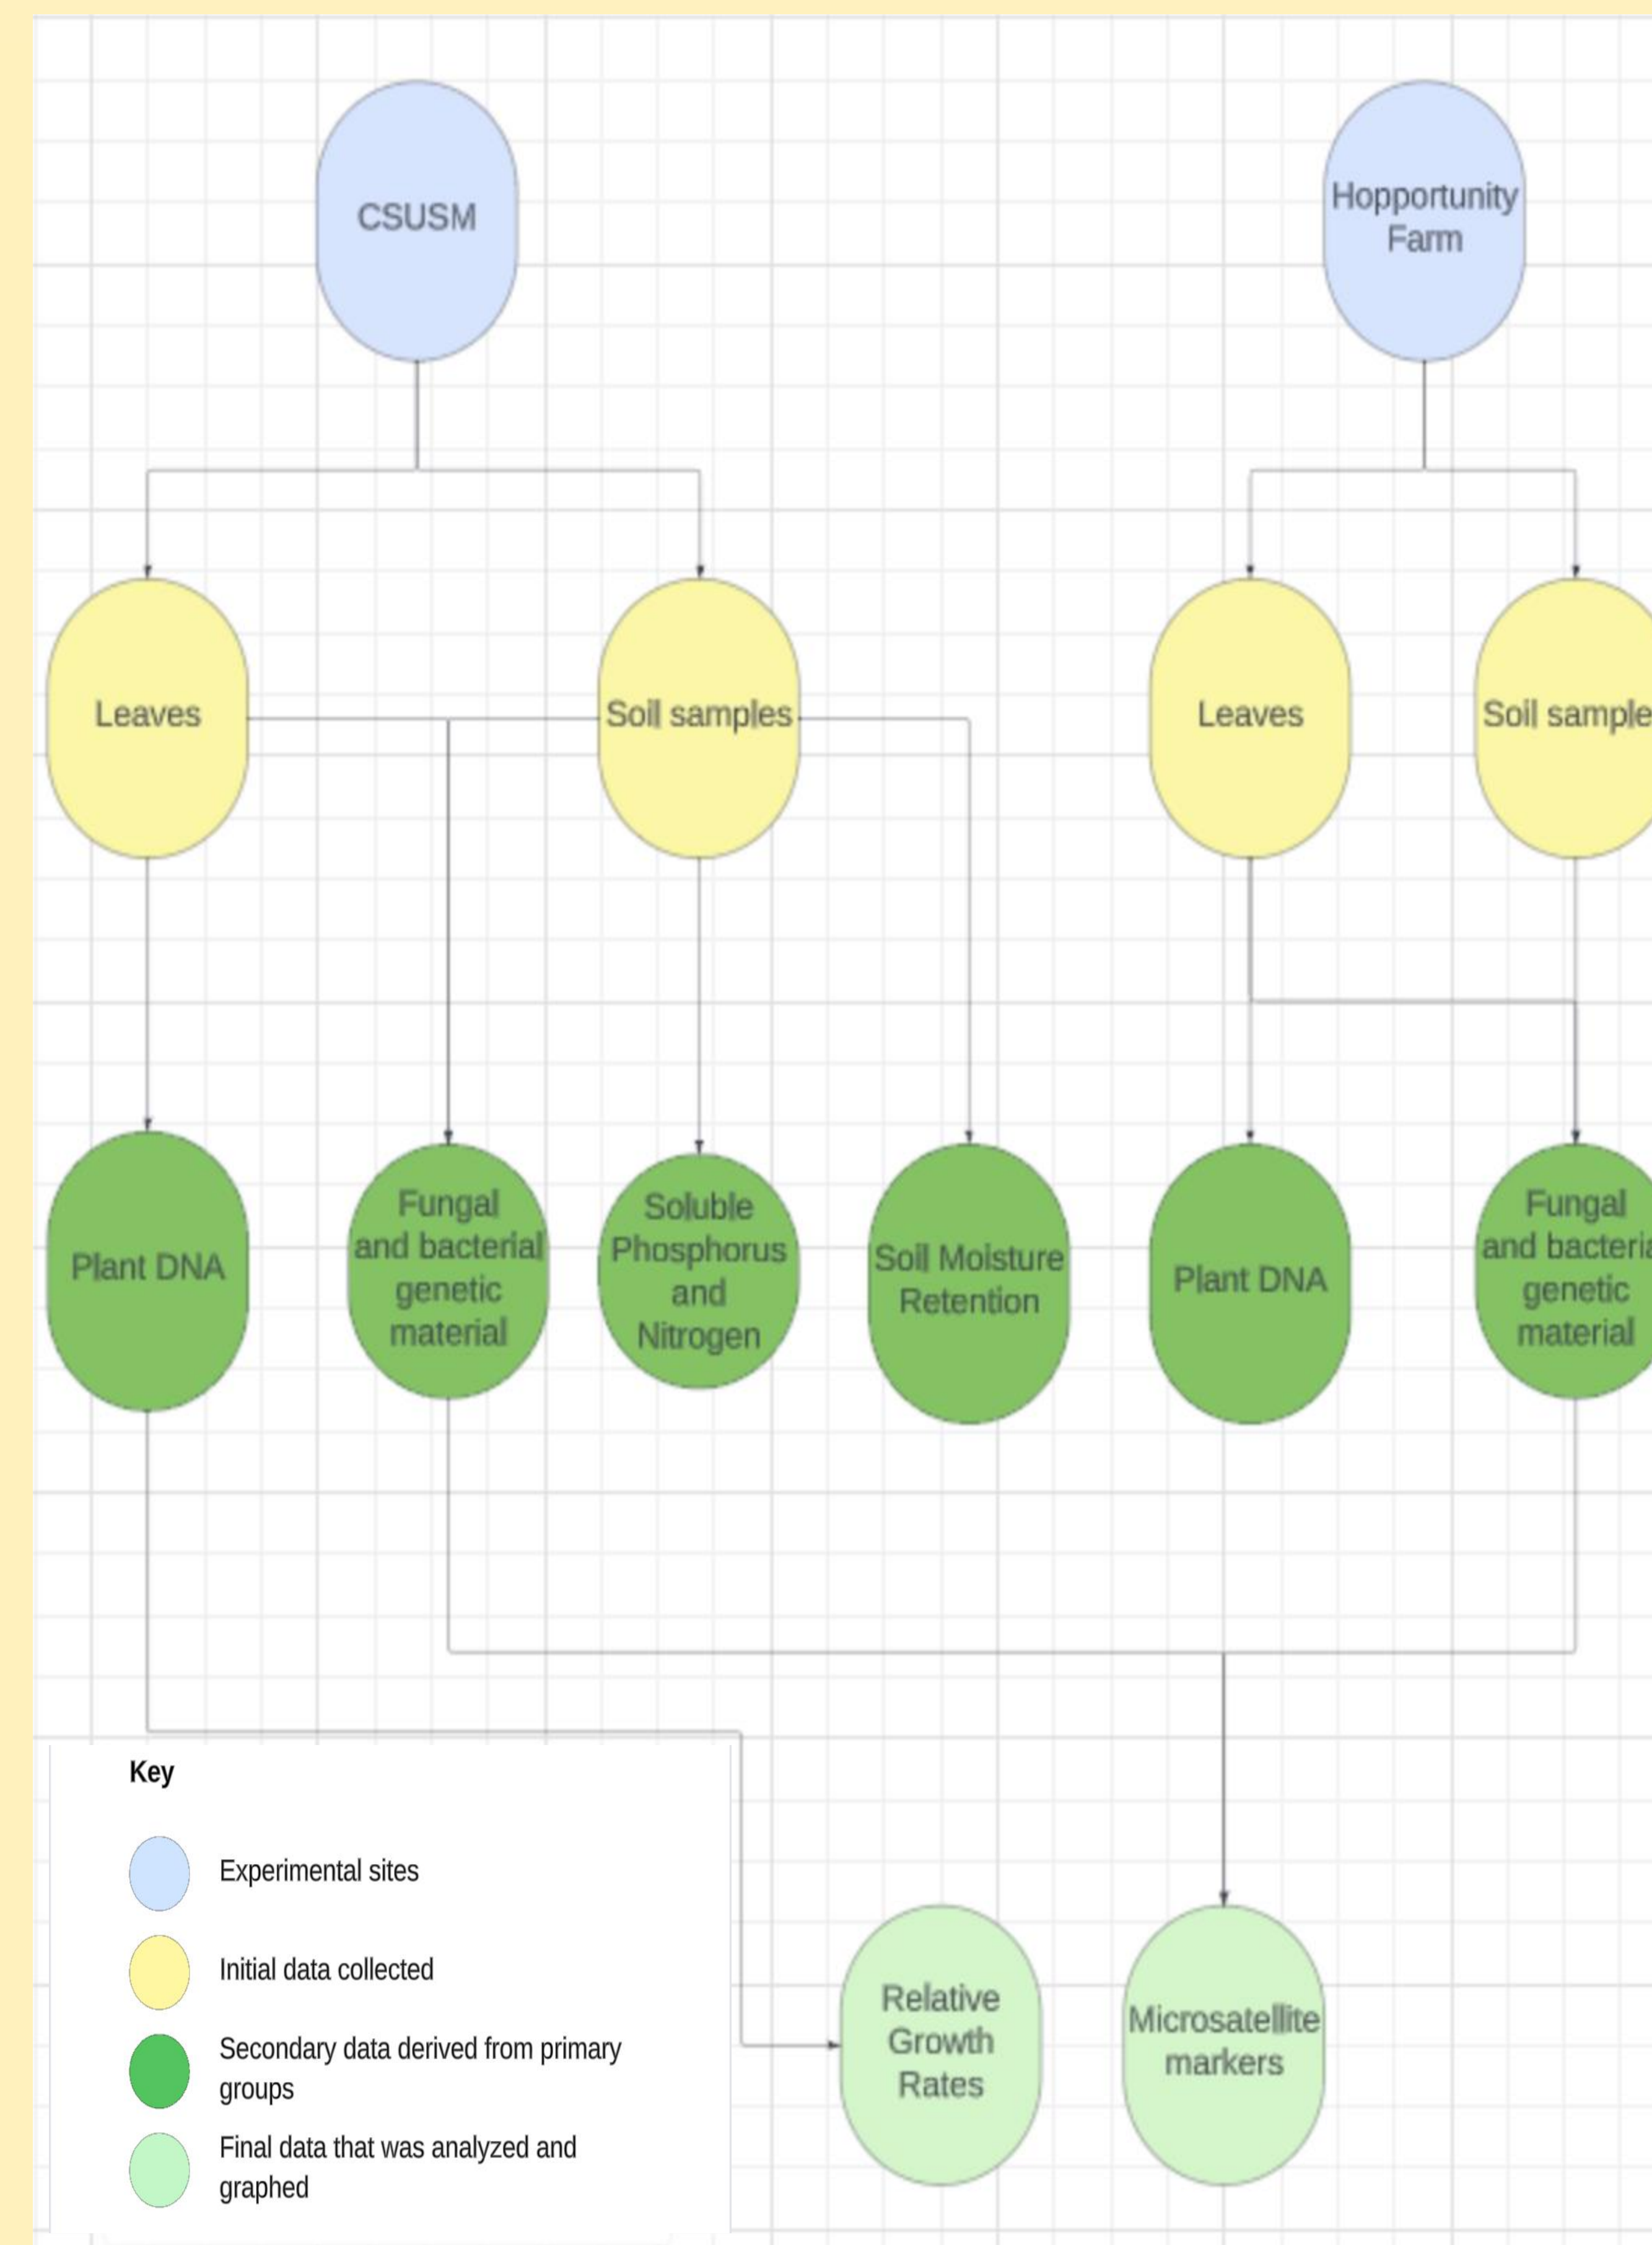 CSUSM
Hopportunity
Farm
Leaves
Soil samples
Leaves
Soil sample
Plant DNA
Fungal
and bacterial
genetic
material
Soluble
Phosphorus
and
Nitrogen
Soil Moisture
Retention
Plant DNA
Fungal
and bacteria
genetic
material
Relative
Growth
Rates
Microsatellite
markers
Key
Experimental sites
Initial data collected
Secondary data derived from primary
groups
Final data that was analyzed and
graphed